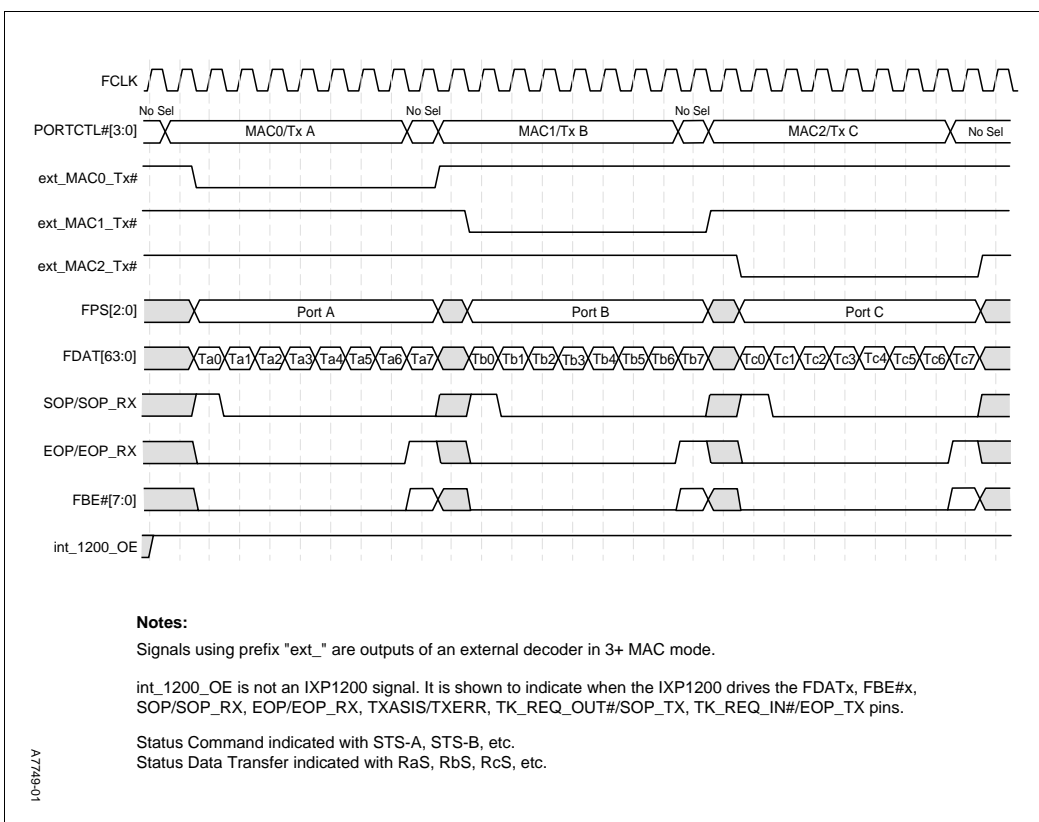 FCLK
No Sel No Sel No Sel
PORTCTL#[3:0] MAC0/Tx A MAC1/Tx B MAC2/Tx C No Sel
ext_MAC0_Tx#
ext_MAC1_Tx#
ext_MAC2_Tx#
FPS[2:0] Port A Port B Port C
FDAT[63:0] Ta0 Ta1 Ta2 Ta3 Ta4 Ta5 Ta6 Ta7 Tb0 Tb1 Tb2 Tb3 Tb4 Tb5 Tb6 Tb7 Tc0 Tc1 Tc2 Tc3 Tc4 Tc5 Tc6 Tc7
SOP/SOP_RX
EOP/EOP_RX
FBE#[7:0]
int_1200_OE
Notes:
Signals using prefix "ext_" are outputs of an external decoder in 3+ MAC mode.
int_1200_OE is not an IXP1200 signal. It is shown to indicate when the IXP1200 drives the FDATx, FBE#x,
SOP/SOP_RX, EOP/EOP_RX, TXASIS/TXERR, TK_REQ_OUT#/SOP_TX, TK_REQ_IN#/EOP_TX pins.
Status Command indicated with STS-A, STS-B, etc.
Status Data Transfer indicated with RaS, RbS, RcS, etc.
A7749-01